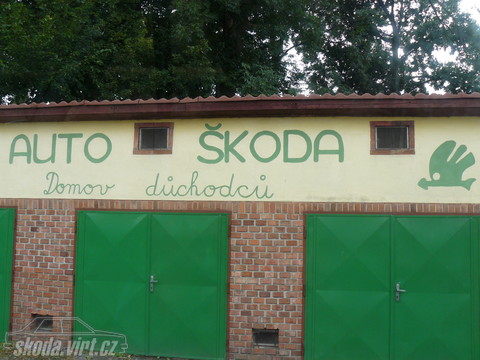 AUTO ŠKODA
Domov důchodců
skoda.virt.cz